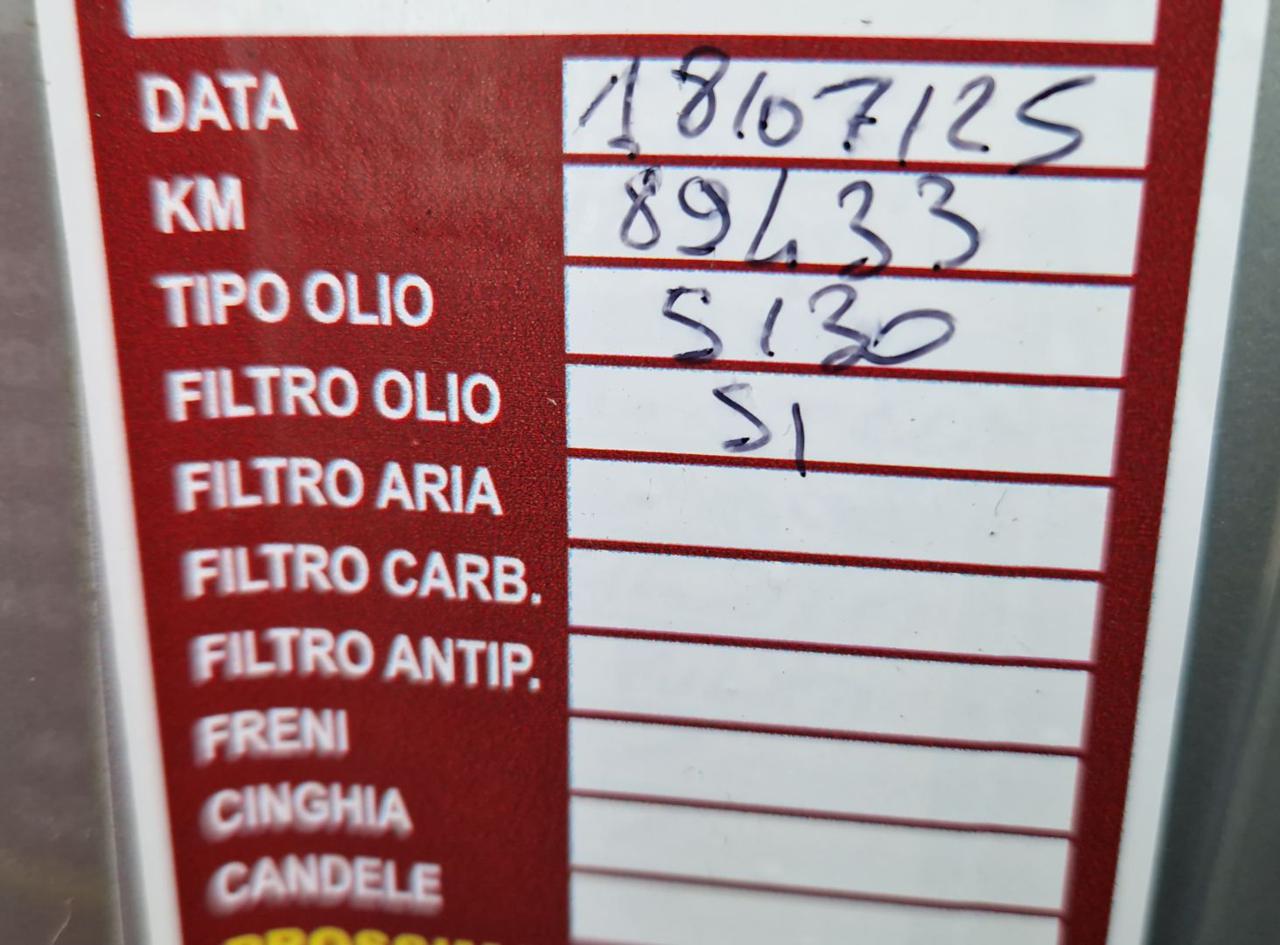 DATA 18/07/25
KM 89433
TIPO OLIO 5/30
FILTRO OLIO SI
FILTRO ARIA
FILTRO CARB.
FILTRO ANTIP.
FRENI
CINGHIA
CANDELE